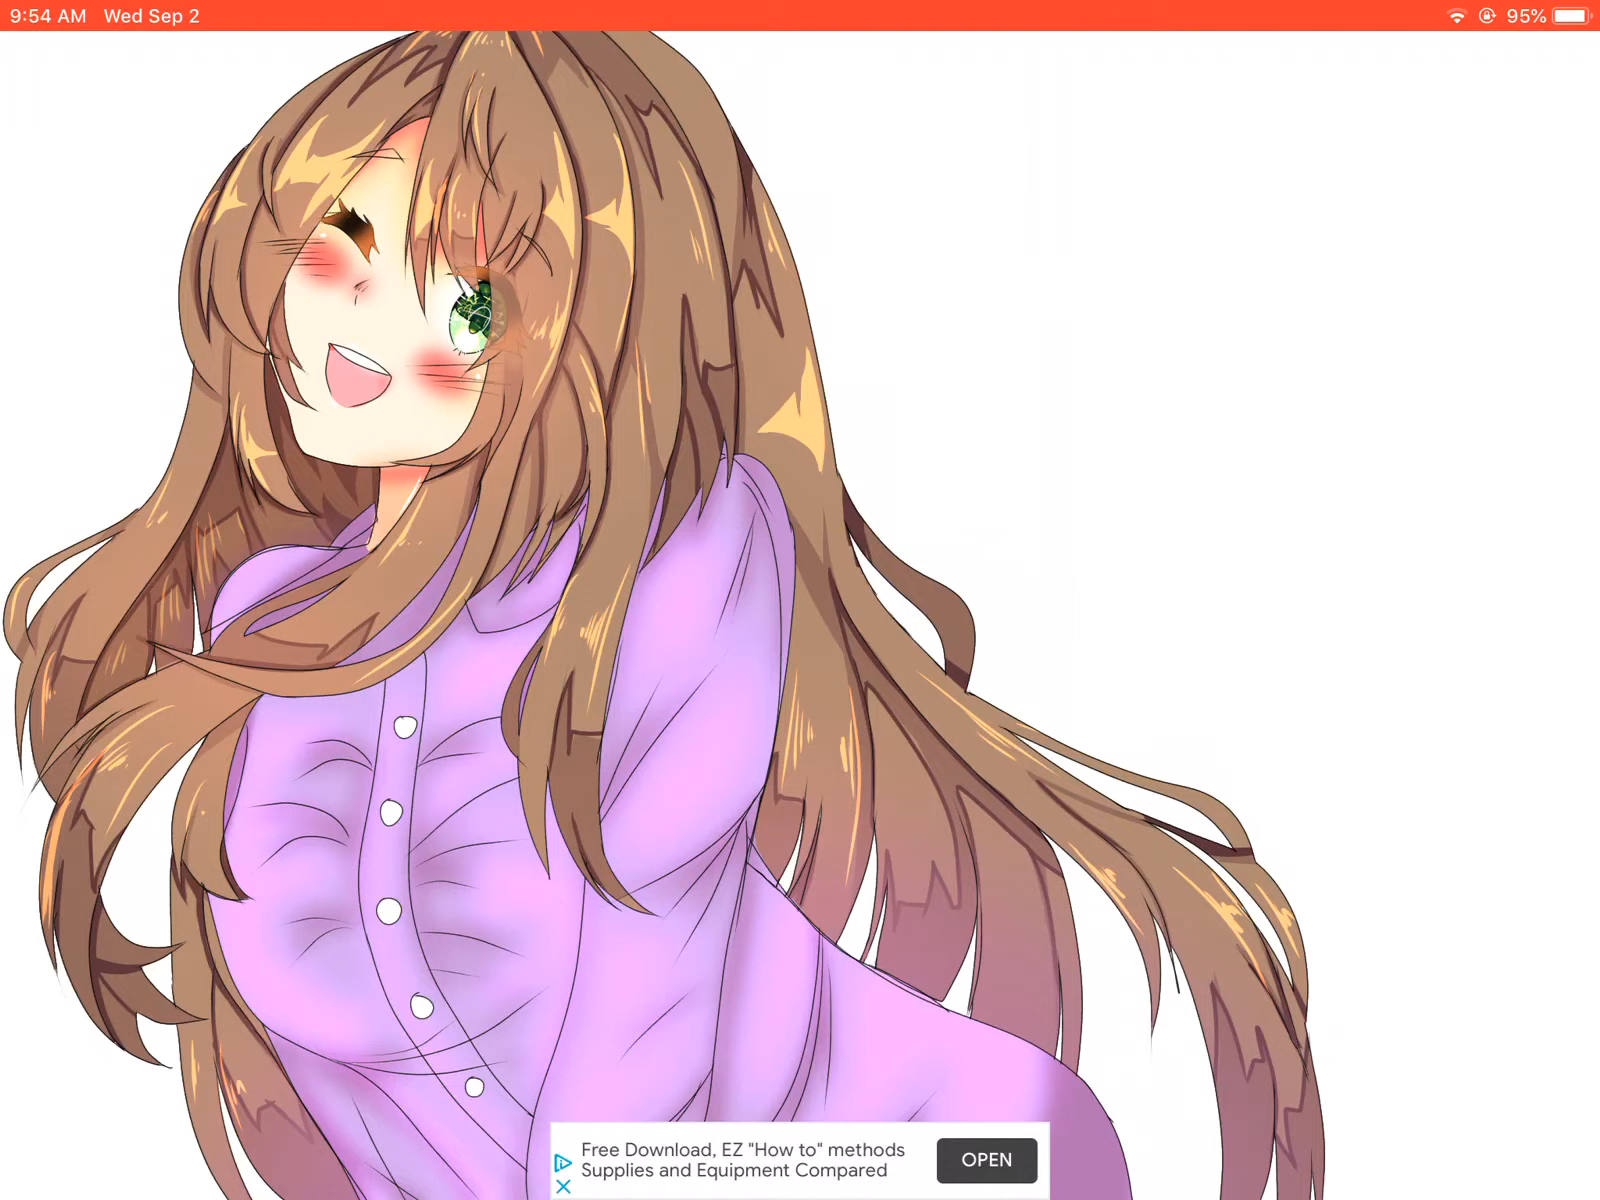 9:54 AM Wed Sep 2 95%
Free Download, EZ "How to" methods
Supplies and Equipment Compared
OPEN